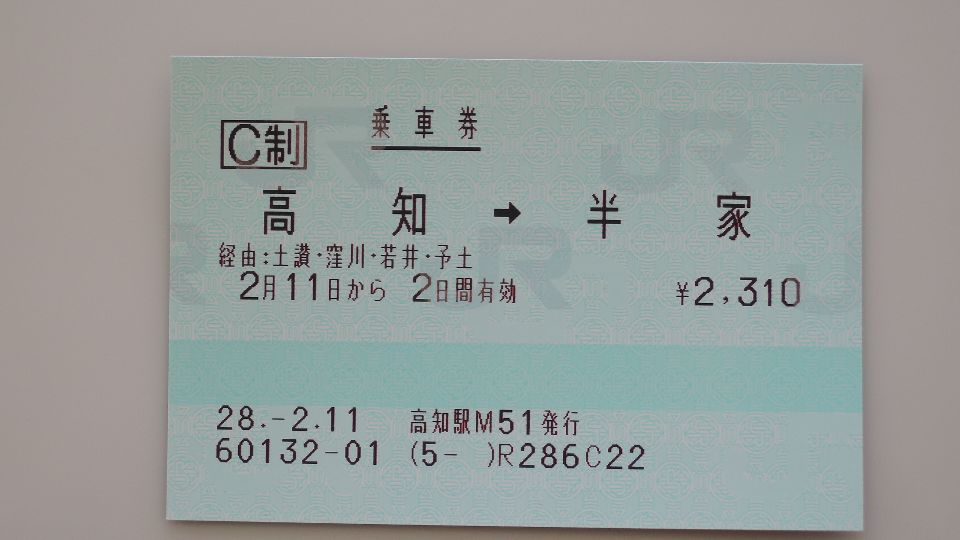 乗車券
C制
高知 → 半家
経由:土讃・窪川・若井・予土
2月11日から 2日間有効 ¥2,310
28.-2.11 高知駅M51発行
60132-01 (5- )R286C22